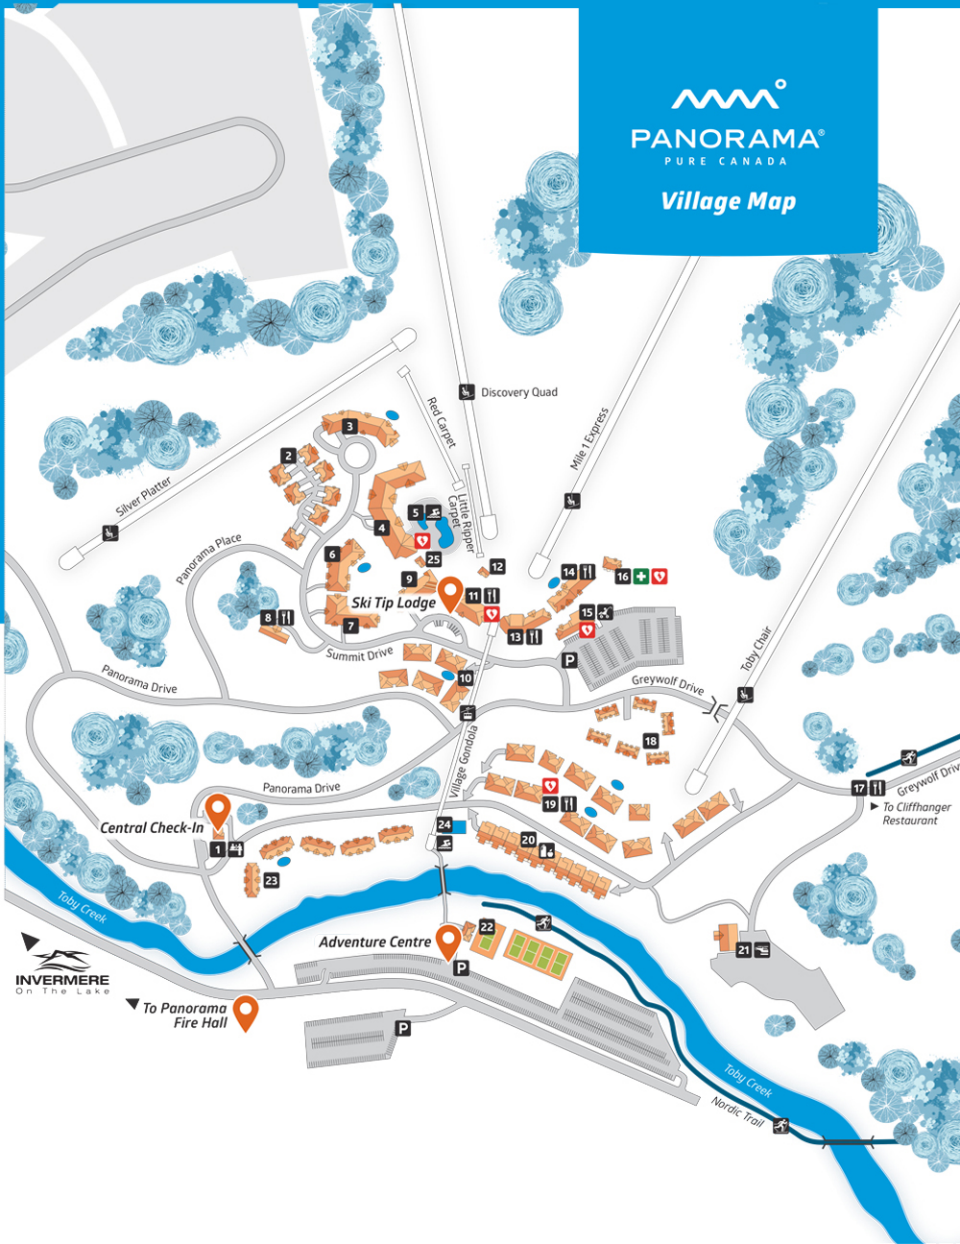 PANORAMA®
PURE CANADA
Village Map
Discovery Quad
Red Carpet
Mile 1 Express
Silver Platter
Little Ripper
Carpet
3
2
5
4
25
6
12
9
14
16
Panorama Place
Ski Tip Lodge
11
15
8
7
13
P
Summit Drive
Toby Chair
10
Greywolf Drive
Panorama Drive
18
Village Gondola
Panorama Drive
19
17
Greywolf Drive
To Cliffhanger
Restaurant
Central Check-In
24
1
20
23
Toby Creek
22
Adventure Centre
21
P
INVERMERE
On The Lake
To Panorama
Fire Hall
P
Toby Creek
Nordic Trail